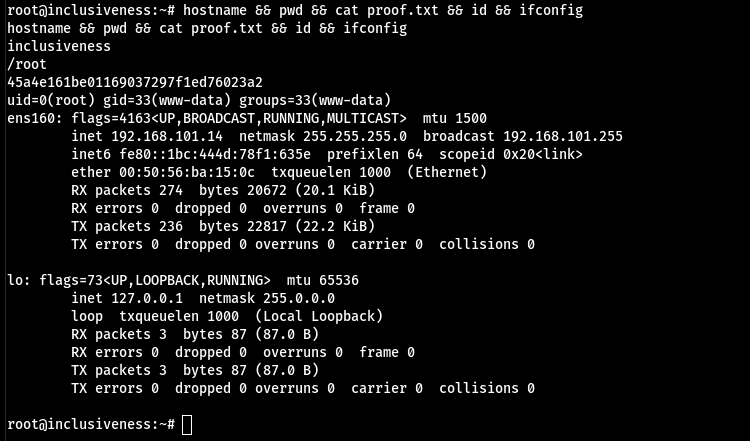 root@inclusiveness:~# hostname && pwd && cat proof.txt && id && ifconfig
hostname && pwd && cat proof.txt && id && ifconfig
inclusiveness
/root
45a4e161be01169037297f1ed76023a2
uid=0(root) gid=33(www-data) groups=33(www-data)
ens160: flags=4163<UP,BROADCAST,RUNNING,MULTICAST>  mtu 1500
        inet 192.168.101.14  netmask 255.255.255.0  broadcast 192.168.101.255
        inet6 fe80::1bc:444d:78f1:635e  prefixlen 64  scopeid 0x20<link>
        ether 00:50:56:ba:15:0c  txqueuelen 1000  (Ethernet)
        RX packets 274  bytes 20672 (20.1 KiB)
        RX errors 0  dropped 0  overruns 0  frame 0
        TX packets 236  bytes 22817 (22.2 KiB)
        TX errors 0  dropped 0 overruns 0  carrier 0  collisions 0

lo: flags=73<UP,LOOPBACK,RUNNING>  mtu 65536
        inet 127.0.0.1  netmask 255.0.0.0
        loop  txqueuelen 1000  (Local Loopback)
        RX packets 3  bytes 87 (87.0 B)
        RX errors 0  dropped 0  overruns 0  frame 0
        TX packets 3  bytes 87 (87.0 B)
        TX errors 0  dropped 0 overruns 0  carrier 0  collisions 0

root@inclusiveness:~#